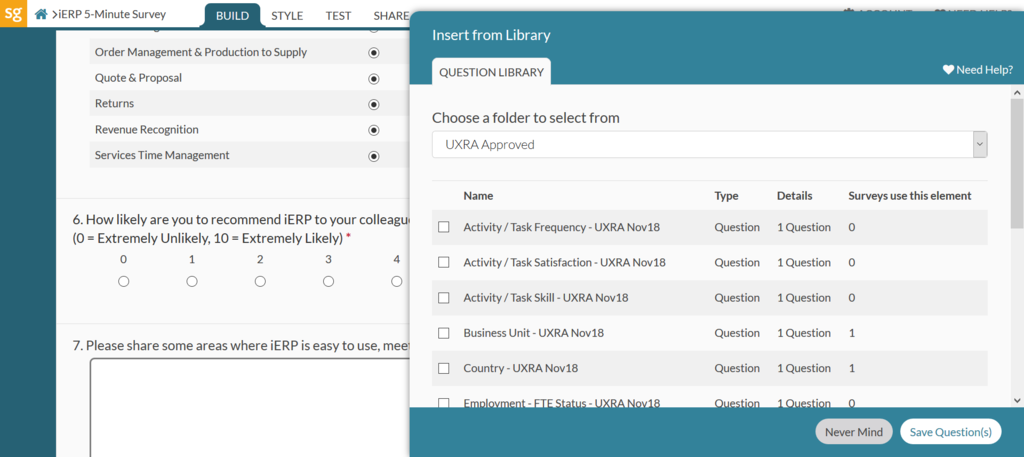 sg
>iERP 5-Minute Survey
BUILD
STYLE
TEST
SHARE
Order Management & Production to Supply
Quote & Proposal
Returns
Revenue Recognition
Services Time Management
6. How likely are you to recommend iERP to your
(0 = Extremely Unlikely, 10 = Extremely Likely) *
0 1 2 3 4
7. Please share some areas where iERP is easy to use,
Insert from Library
QUESTION LIBRARY
Need Help?
Choose a folder to select from
UXRA Approved
Name Type Details Surveys use this element
Activity / Task Frequency - UXRA Nov18 Question 1 Question 0
Activity / Task Satisfaction - UXRA Nov18 Question 1 Question 0
Activity / Task Skill - UXRA Nov18 Question 1 Question 0
Business Unit - UXRA Nov18 Question 1 Question 1
Country - UXRA Nov18 Question 1 Question 1
Employment - FTE Status - UXRA Nov18 Question 1 Question 0
Never Mind
Save Question(s)